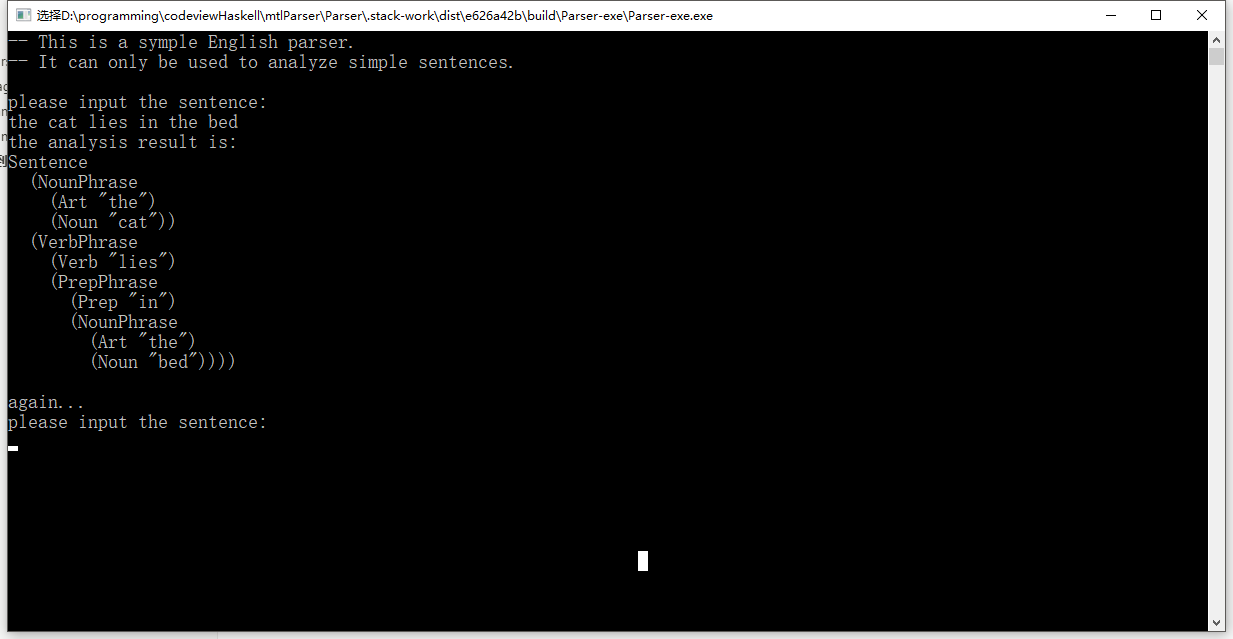 选择D:\programming\codeviewHaskell\mtlParser\Parser\.stack-work\dist\e626a42b\build\Parser-exe\Parser-exe.exe
-- This is a symple English parser.
-- It can only be used to analyze simple sentences.
please input the sentence:
the cat lies in the bed
the analysis result is:
Sentence
(NounPhrase
(Art "the")
(Noun "cat"))
(VerbPhrase
(Verb "lies")
(PrepPhrase
(Prep "in")
(NounPhrase
(Art "the")
(Noun "bed"))))
again...
please input the sentence: